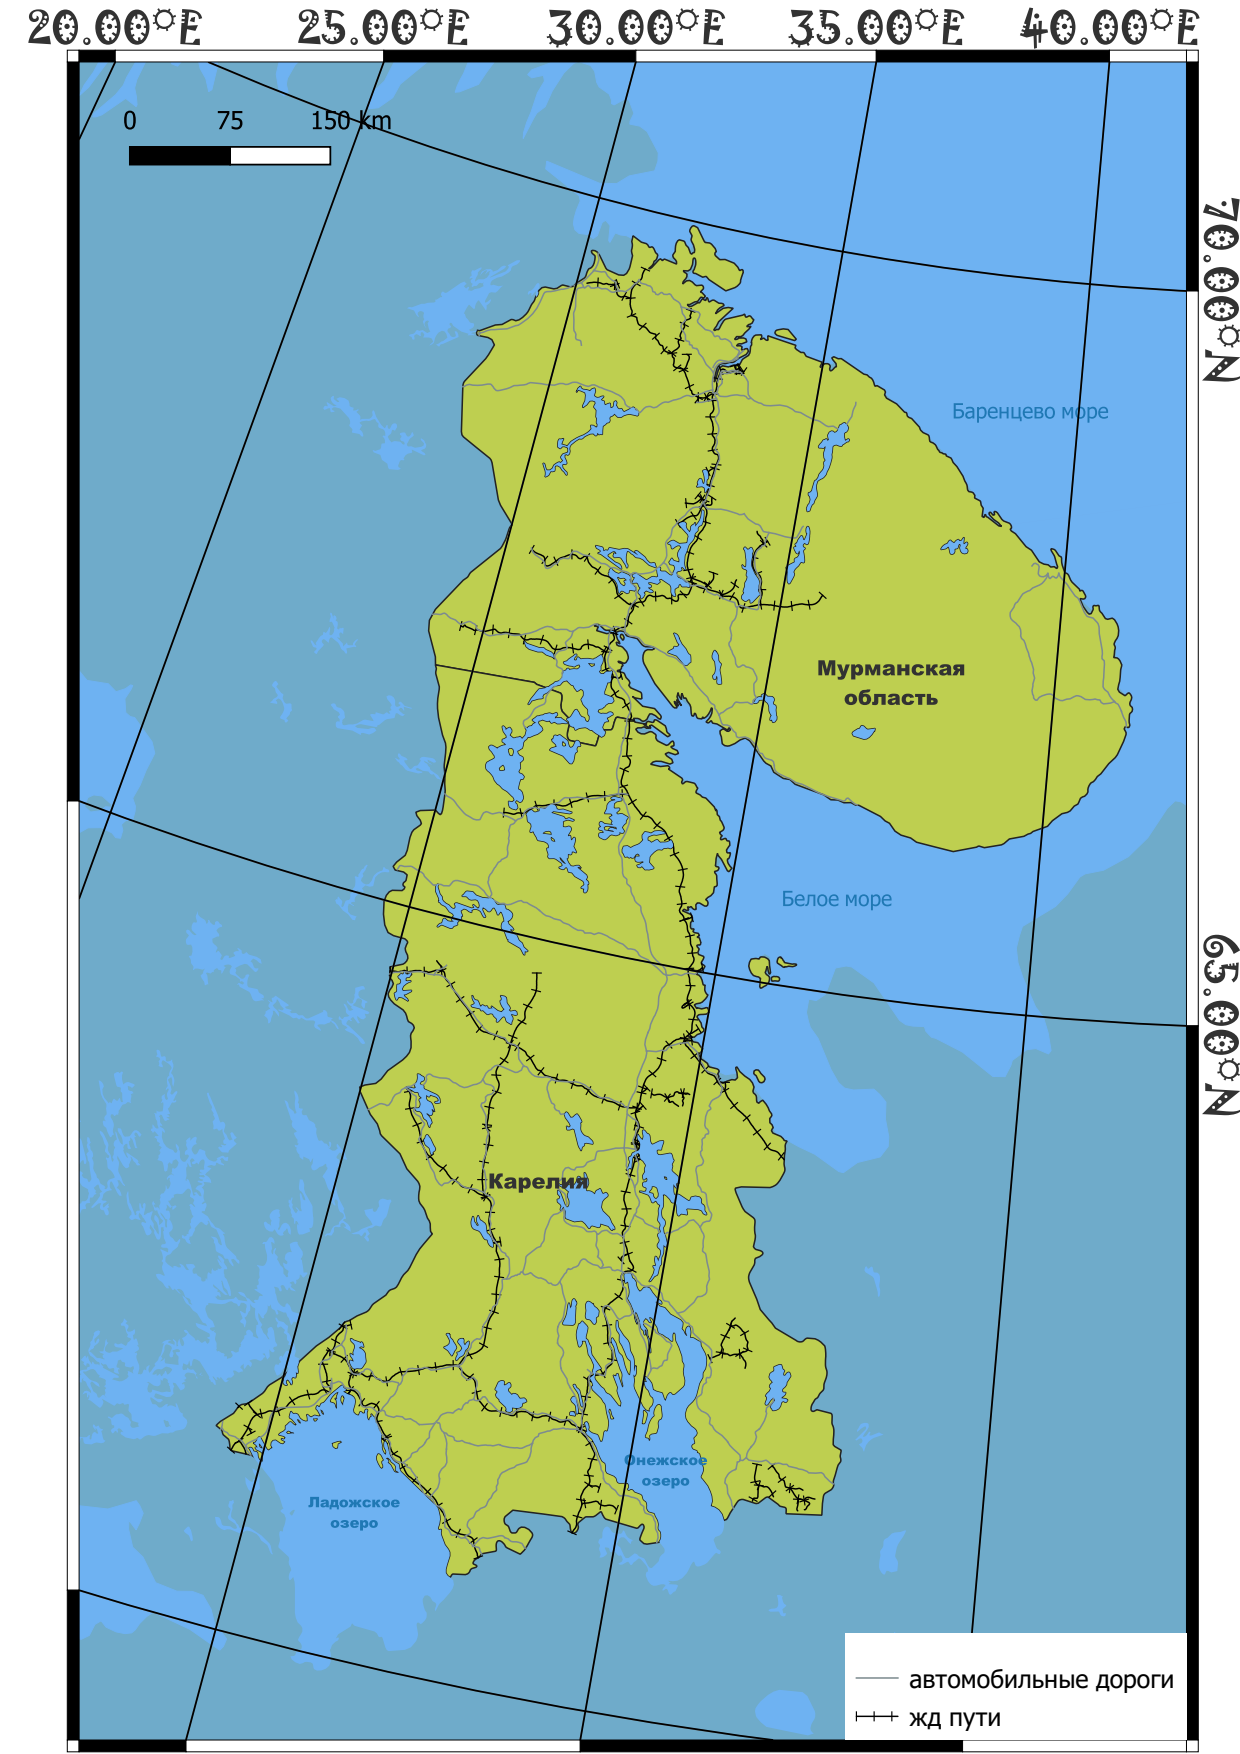 20.00°E 25.00°E 30.00°E 35.00°E 40.00°E
0 75 150 km
70.00°N
Баренцево море
Мурманская
область
Белое море
65.00°N
Карелия
Онежское
озеро
Ладожское
озеро
автомобильные дороги
жд пути